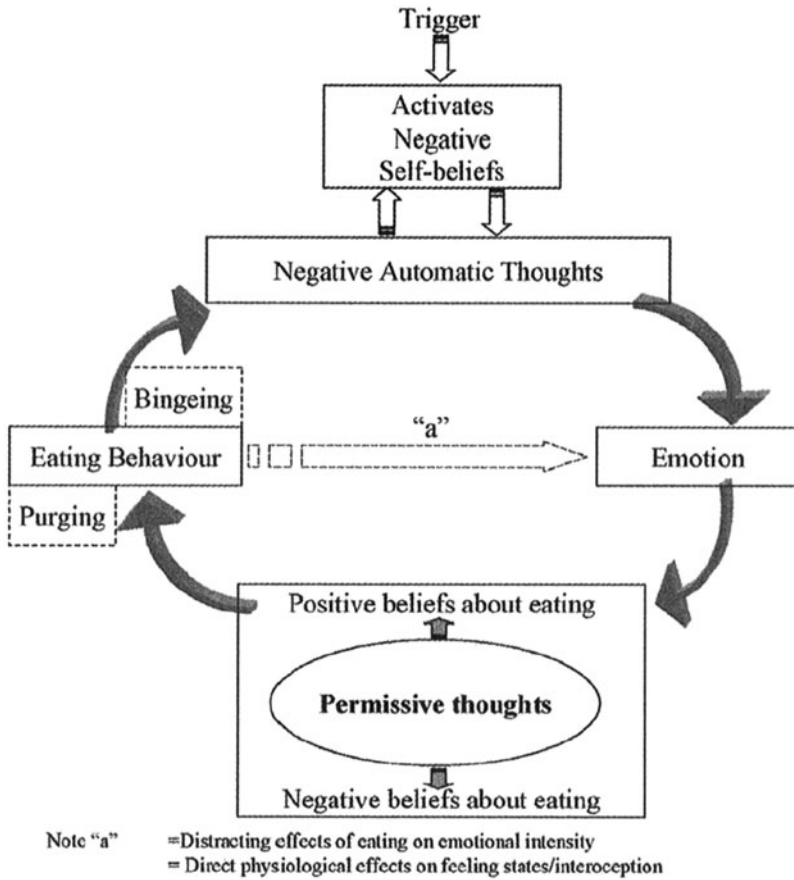 Trigger
Activates
Negative
Self-beliefs
Negative Automatic Thoughts
Bingeing
"a"
Eating Behaviour
Emotion
Purging
Positive beliefs about eating
Permissive thoughts
Negative beliefs about eating
Note "a" =Distracting effects of eating on emotional intensity
= Direct physiological effects on feeling states/interoception